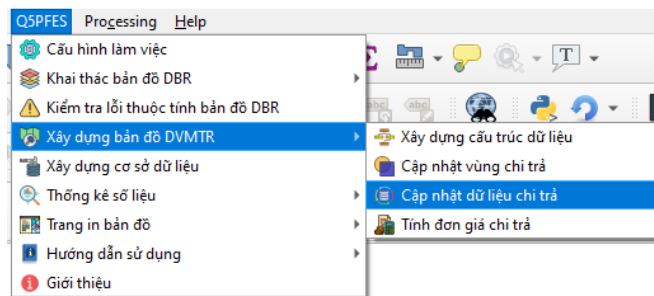 Q5PFES Processing Help
Cấu hình làm việc
Khai thác bản đồ DBR
Kiểm tra lỗi thuộc tính bản đồ DBR
Xây dựng bản đồ DVMTR
Xây dựng cấu trúc dữ liệu
Cập nhật vùng chi trả
Cập nhật dữ liệu chi trả
Tính đơn giá chi trả
Xây dựng cơ sở dữ liệu
Thống kê số liệu
Trang in bản đồ
Hướng dẫn sử dụng
Giới thiệu